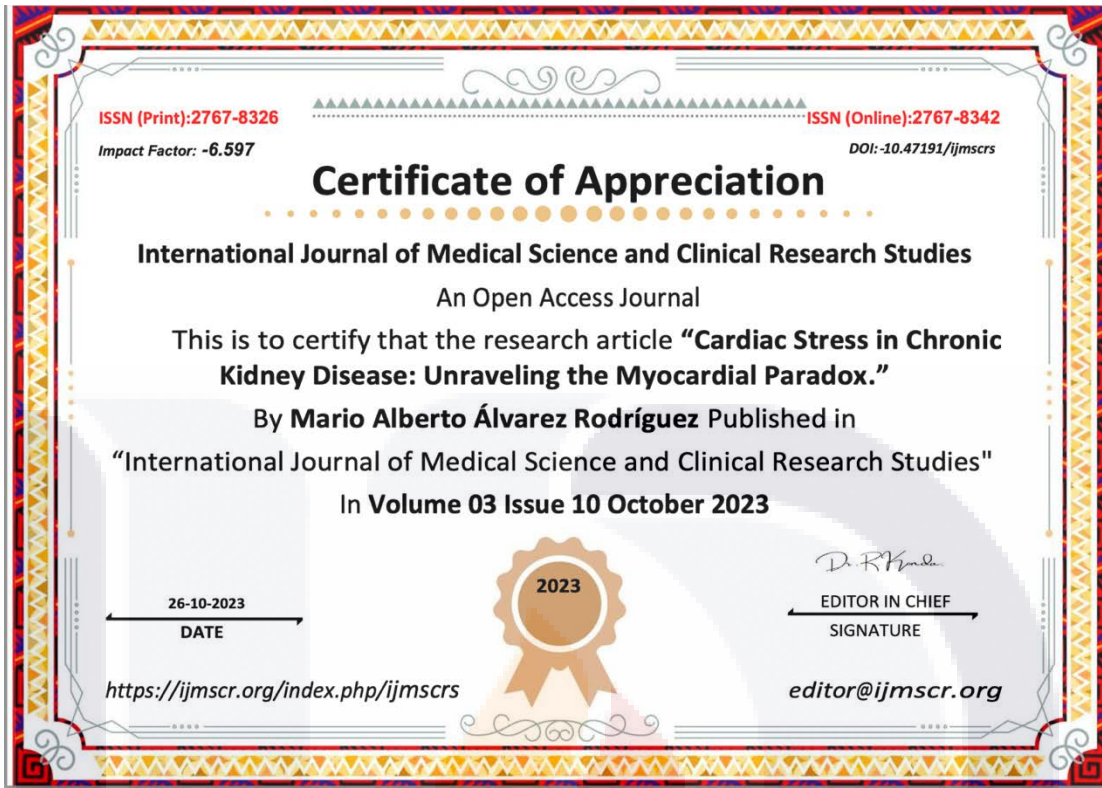 ISSN (Print):2767-8326
ISSN (Online):2767-8342
Impact Factor: -6.597
DOI:-10.47191/ijmscrs
Certificate of Appreciation
International Journal of Medical Science and Clinical Research Studies
An Open Access Journal
This is to certify that the research article “Cardiac Stress in Chronic
Kidney Disease: Unraveling the Myocardial Paradox.”
By Mario Alberto Álvarez Rodríguez Published in
“International Journal of Medical Science and Clinical Research Studies"
In Volume 03 Issue 10 October 2023
2023
26-10-2023
DATE
EDITOR IN CHIEF
SIGNATURE
https://ijmscr.org/index.php/ijmscrs
editor@ijmscr.org